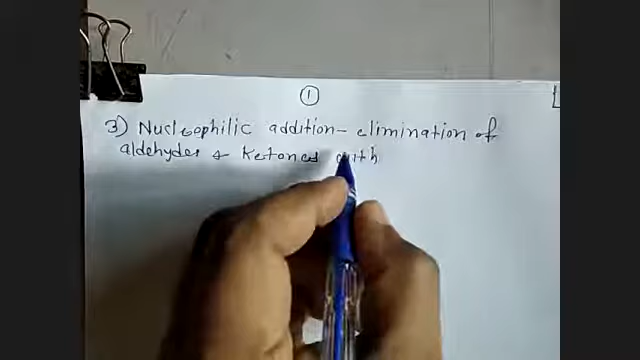 1
3) Nucleophilic addition- elimination of
aldehydes & Ketones with